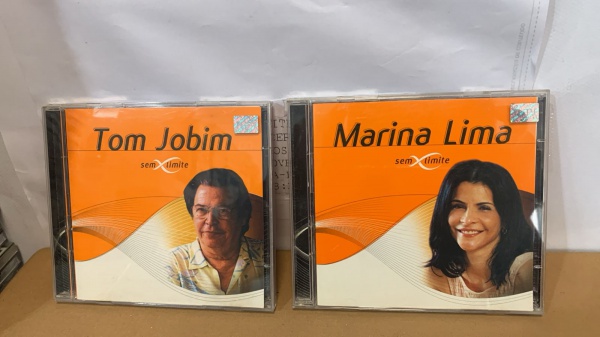 Tom Jobim
sem limite
Marina Lima
sem limite